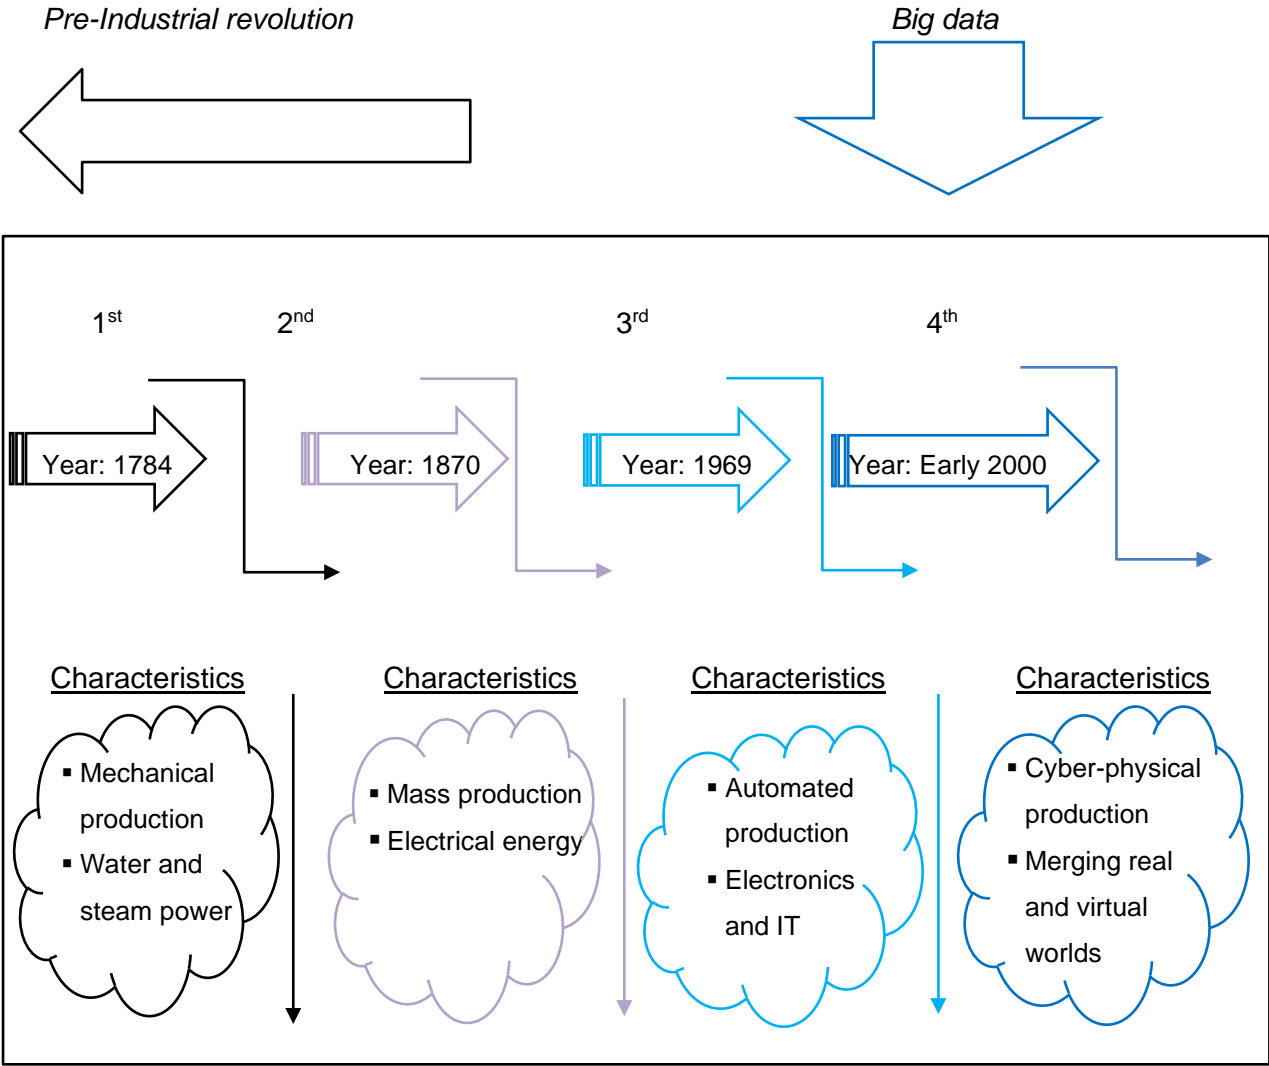 Pre-Industrial revolution
Big data
1st
2nd
3rd
4th
Year: 1784
Year: 1870
Year: 1969
Year: Early 2000
Characteristics
▪ Mechanical
production
▪ Water and
steam power
Characteristics
▪ Mass production
▪ Electrical energy
Characteristics
▪ Automated
production
▪ Electronics
and IT
Characteristics
▪ Cyber-physical
production
▪ Merging real
and virtual
worlds